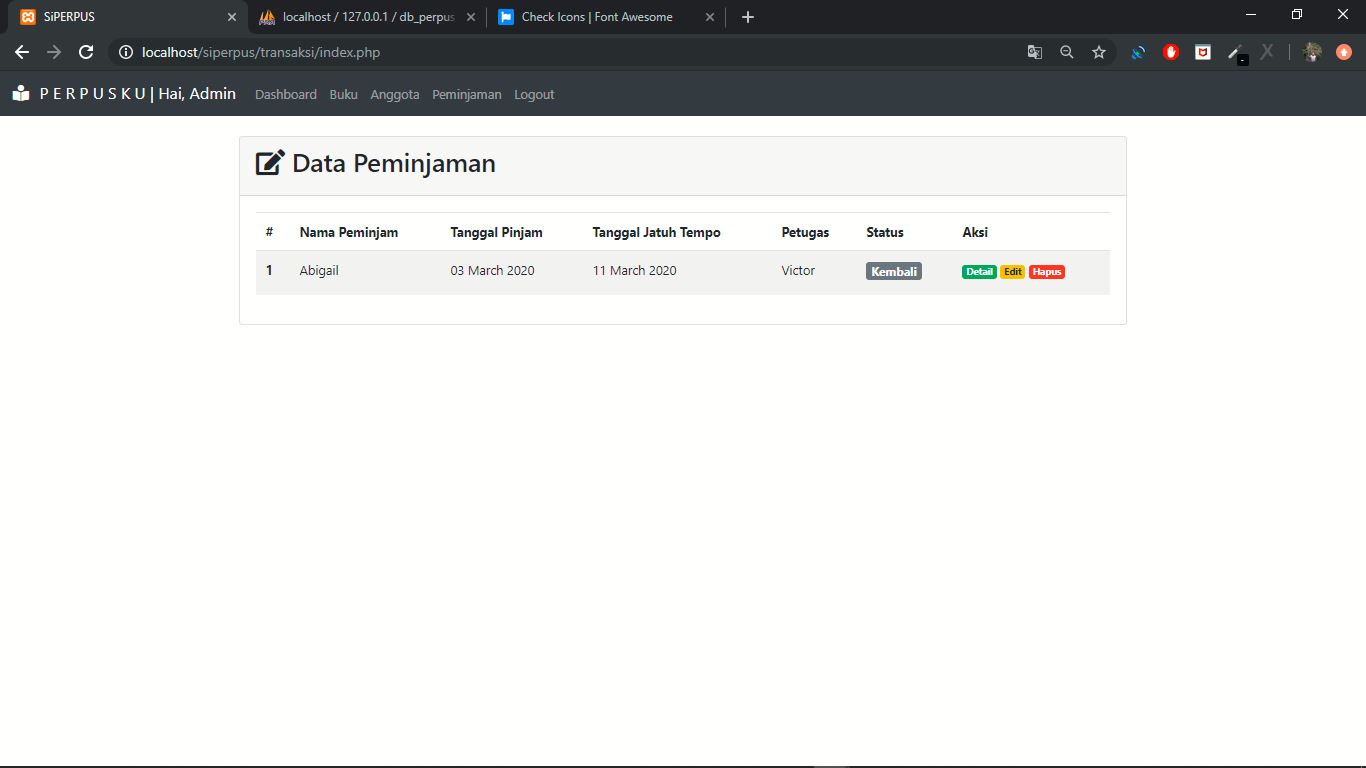 SiPERPUS
localhost / 127.0.0.1 / db_perpus
Check Icons | Font Awesome
localhost/siperpus/transaksi/index.php
P E R P U S K U | Hai, Admin Dashboard Buku Anggota Peminjaman Logout
Data Peminjaman
# Nama Peminjam Tanggal Pinjam Tanggal Jatuh Tempo Petugas Status Aksi
1 Abigail 03 March 2020 11 March 2020 Victor Kembali Detail Edit Hapus